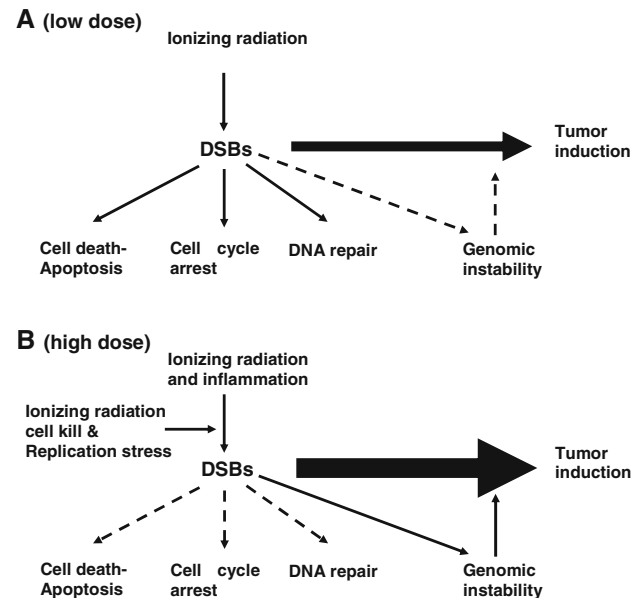 A (low dose)
Ionizing radiation
DSBs
Tumor
induction
Cell death-
Apoptosis
Cell cycle
arrest
DNA repair
Genomic
instability
B (high dose)
Ionizing radiation
and inflammation
Ionizing radiation
cell kill &
Replication stress
DSBs
Tumor
induction
Cell death-
Apoptosis
Cell cycle
arrest
DNA repair
Genomic
instability